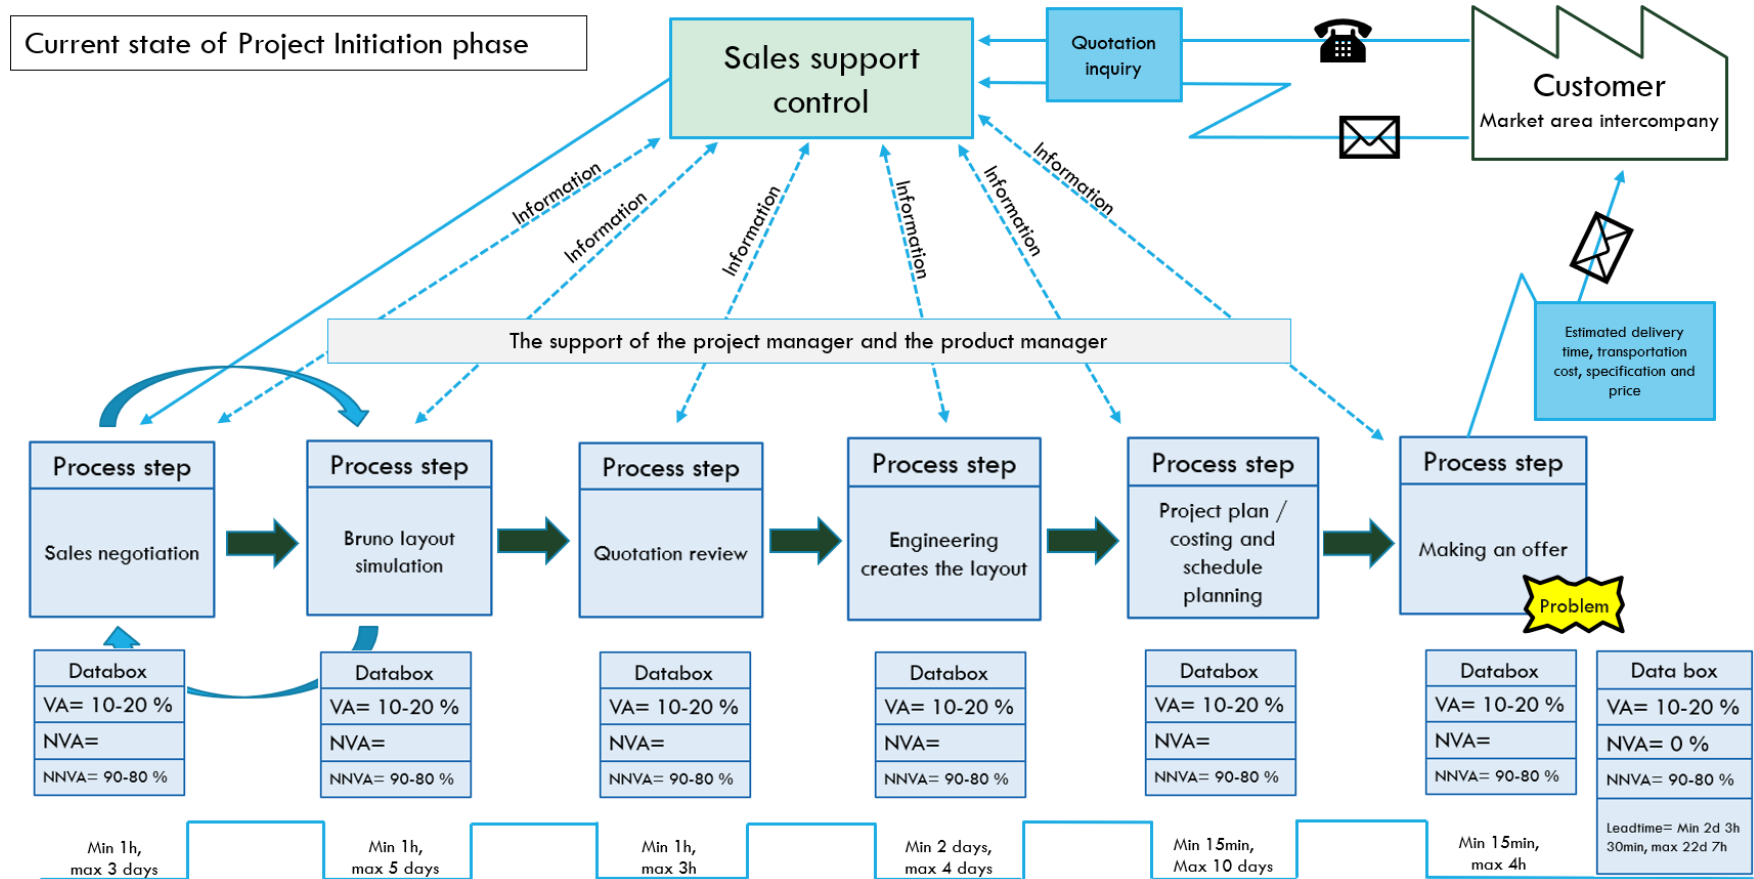 Current state of Project Initiation phase
Sales support
control
Quotation
inquiry
Customer
Market area intercompany
Information
Information
Information
Information
Information
Information
The support of the project manager and the product manager
Estimated delivery
time, transportation
cost, specification and
price
Process step
Sales negotiation
Process step
Bruno layout
simulation
Process step
Quotation review
Process step
Engineering
creates the layout
Process step
Project plan /
costing and
schedule
planning
Process step
Making an offer
Problem
Databox
VA= 10-20 %
NVA=
NNVA= 90-80 %
Databox
VA= 10-20 %
NVA=
NNVA= 90-80 %
Databox
VA= 10-20 %
NVA=
NNVA= 90-80 %
Databox
VA= 10-20 %
NVA=
NNVA= 90-80 %
Databox
VA= 10-20 %
NVA=
NNVA= 90-80 %
Databox
VA= 10-20 %
NVA=
NNVA= 90-80 %
Data box
VA= 10-20 %
NVA= 0 %
NNVA= 90-80 %
Leadtime= Min 2d 3h
30min, max 22d 7h
Min 1h,
max 3 days
Min 1h,
max 5 days
Min 1h,
max 3h
Min 2 days,
max 4 days
Min 15min,
Max 10 days
Min 15min,
max 4h